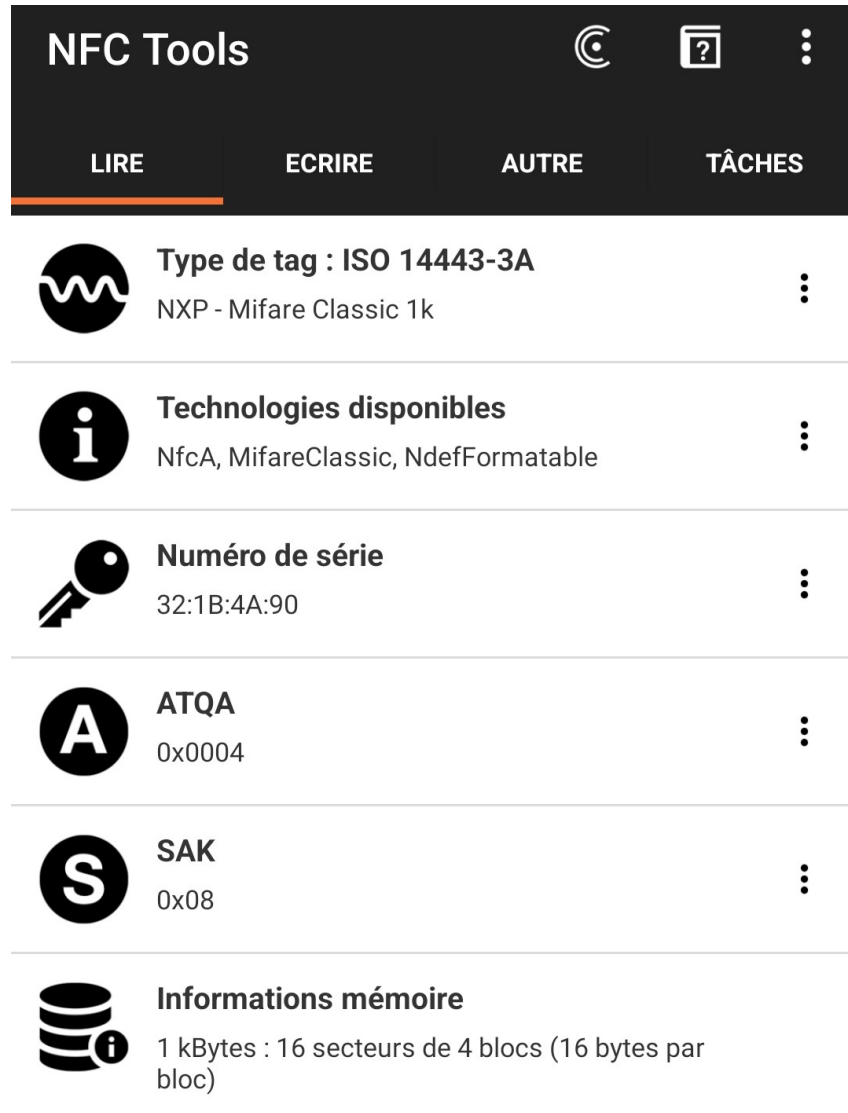 NFC Tools
LIRE
ECRIRE
AUTRE
TÂCHES
Type de tag : ISO 14443-3A
NXP - Mifare Classic 1k
Technologies disponibles
NfcA, MifareClassic, NdefFormatable
Numéro de série
32:1B:4A:90
A
ATQA
0x0004
S
SAK
0x08
Informations mémoire
1 kBytes : 16 secteurs de 4 blocs (16 bytes par
bloc)